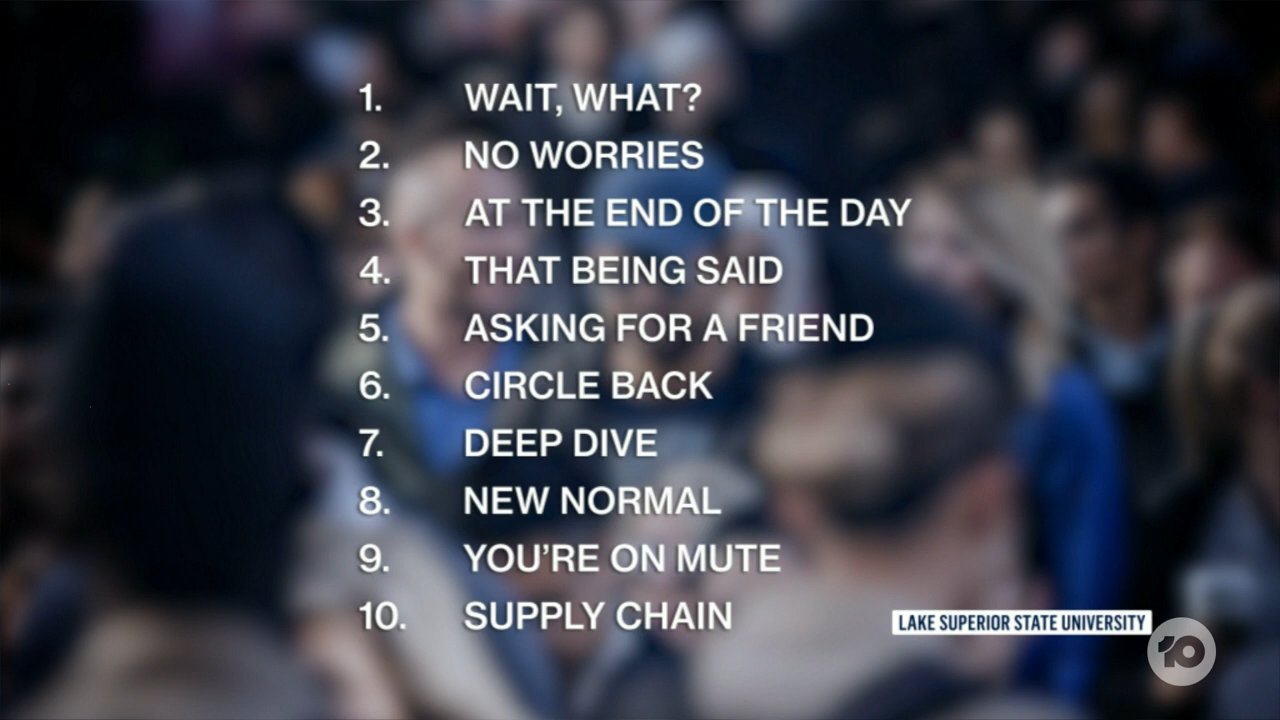 1. WAIT, WHAT?
2. NO WORRIES
3. AT THE END OF THE DAY
4. THAT BEING SAID
5. ASKING FOR A FRIEND
6. CIRCLE BACK
7. DEEP DIVE
8. NEW NORMAL
9. YOU’RE ON MUTE
10. SUPPLY CHAIN
LAKE SUPERIOR STATE UNIVERSITY
10